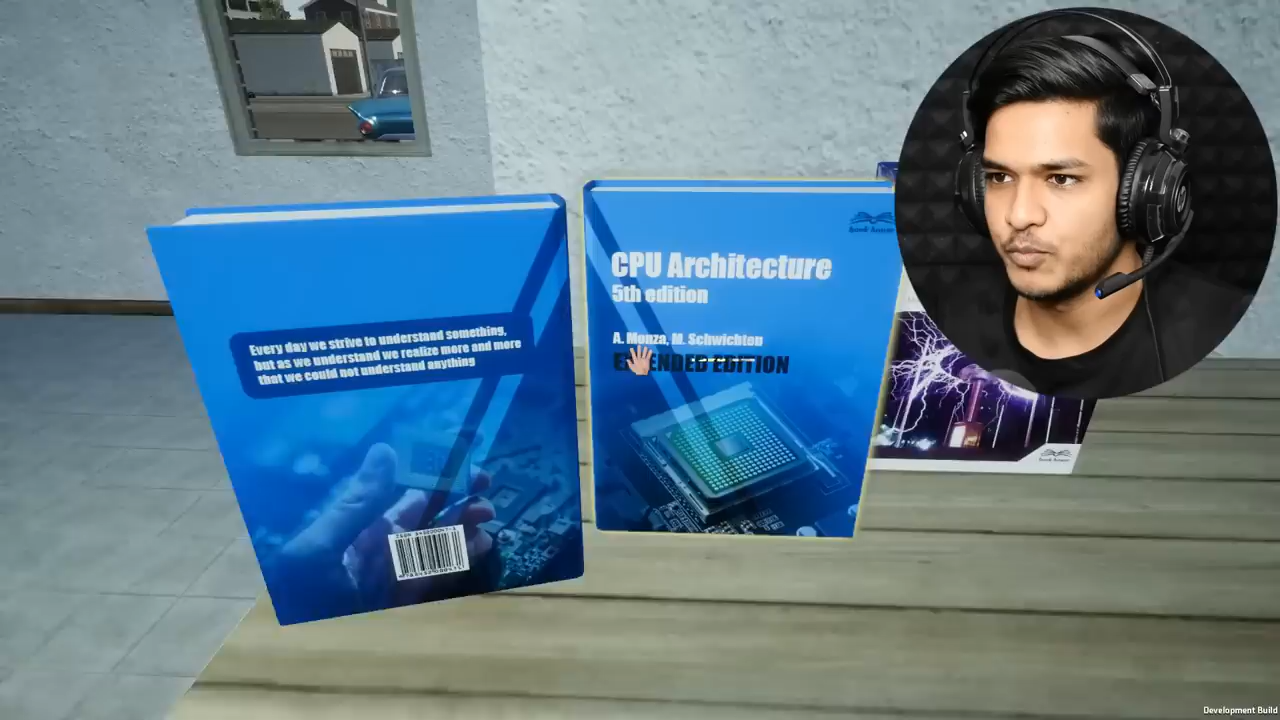 Every day we strive to understand something,
but as we understand we realize more and more
that we could not understand anything
CPU Architecture
5th edition
A. Monza, M. Schwichton
EXTENDED EDITION
Development Build